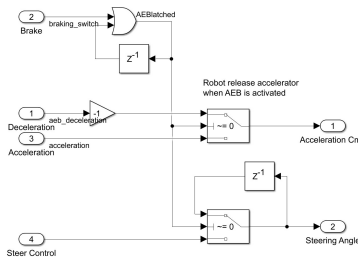 2
Brake
braking_switch
AEBlatched
z-1
Robot release accelerator
when AEB is activated
1
Deceleration
aeb_deceleration
-1
~= 0
1
Acceleration Cn
3
Acceleration
acceleration
z-1
~= 0
2
Steering Angle
4
Steer Control